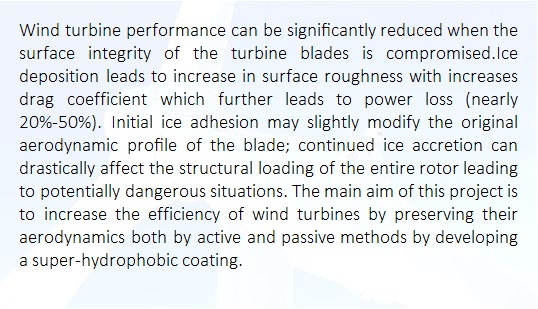 Wind turbine performance can be significantly reduced when the
surface integrity of the turbine blades is compromised.Ice
deposition leads to increase in surface roughness with increases
drag coefficient which further leads to power loss (nearly
20%-50%). Initial ice adhesion may slightly modify the original
aerodynamic profile of the blade; continued ice accretion can
drastically affect the structural loading of the entire rotor leading
to potentially dangerous situations. The main aim of this project is
to increase the efficiency of wind turbines by preserving their
aerodynamics both by active and passive methods by developing
a super-hydrophobic coating.